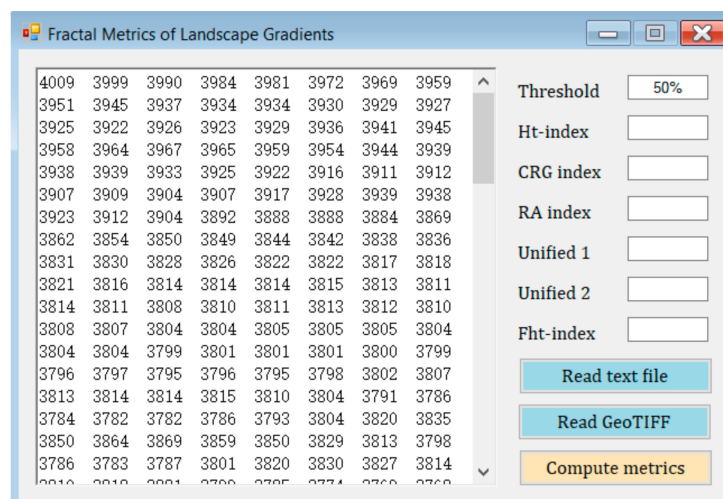 Fractal Metrics of Landscape Gradients
4009 3999 3990 3984 3981 3972 3969 3959
3951 3945 3937 3934 3934 3930 3929 3927
3925 3922 3926 3923 3929 3936 3941 3945
3958 3964 3967 3965 3959 3954 3944 3939
3938 3939 3933 3925 3922 3916 3911 3912
3907 3909 3904 3907 3917 3928 3939 3938
3923 3912 3904 3892 3888 3888 3884 3869
3862 3854 3850 3849 3844 3842 3838 3836
3831 3830 3828 3826 3822 3822 3817 3818
3821 3816 3814 3814 3814 3815 3813 3811
3814 3811 3808 3810 3811 3813 3812 3810
3808 3807 3804 3804 3805 3805 3805 3804
3804 3804 3799 3801 3801 3801 3800 3799
3796 3797 3795 3796 3795 3798 3802 3807
3813 3814 3814 3815 3810 3804 3791 3786
3784 3782 3782 3786 3793 3804 3820 3835
3850 3864 3869 3859 3850 3829 3813 3798
3786 3783 3787 3801 3820 3830 3827 3814
Threshold 50%
Ht-index
CRG index
RA index
Unified 1
Unified 2
Fht-index
Read text file
Read GeoTIFF
Compute metrics